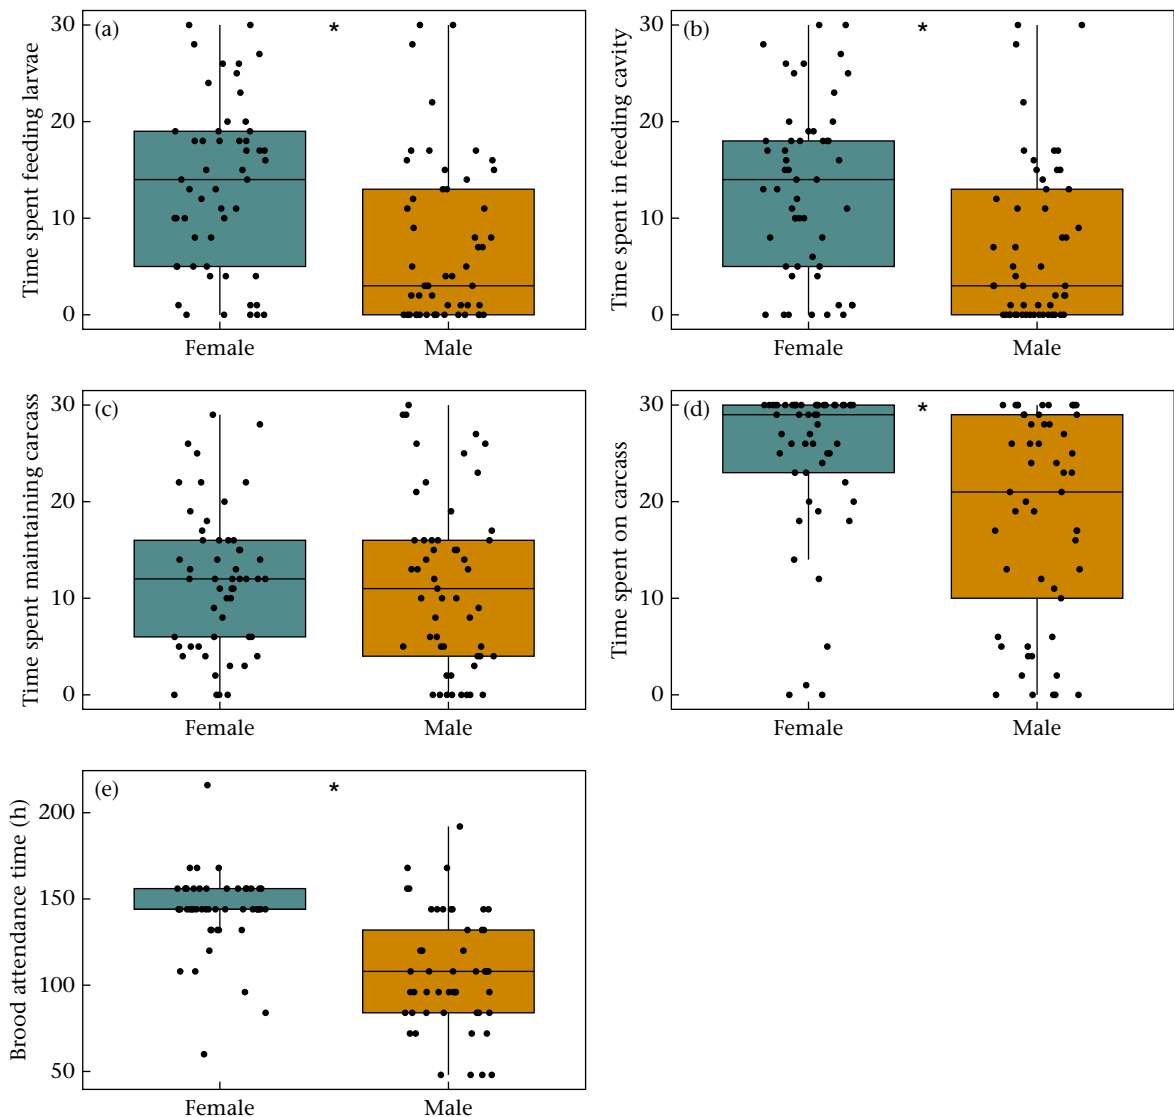 (a)
*
Time spent feeding larvae
30
20
10
0
Female
Male
(b)
*
Time spent in feeding cavity
30
20
10
0
Female
Male
(c)
Time spent maintaining carcass
30
20
10
0
Female
Male
(d)
*
Time spent on carcass
30
20
10
0
Female
Male
(e)
*
Brood attendance time (h)
200
150
100
50
Female
Male